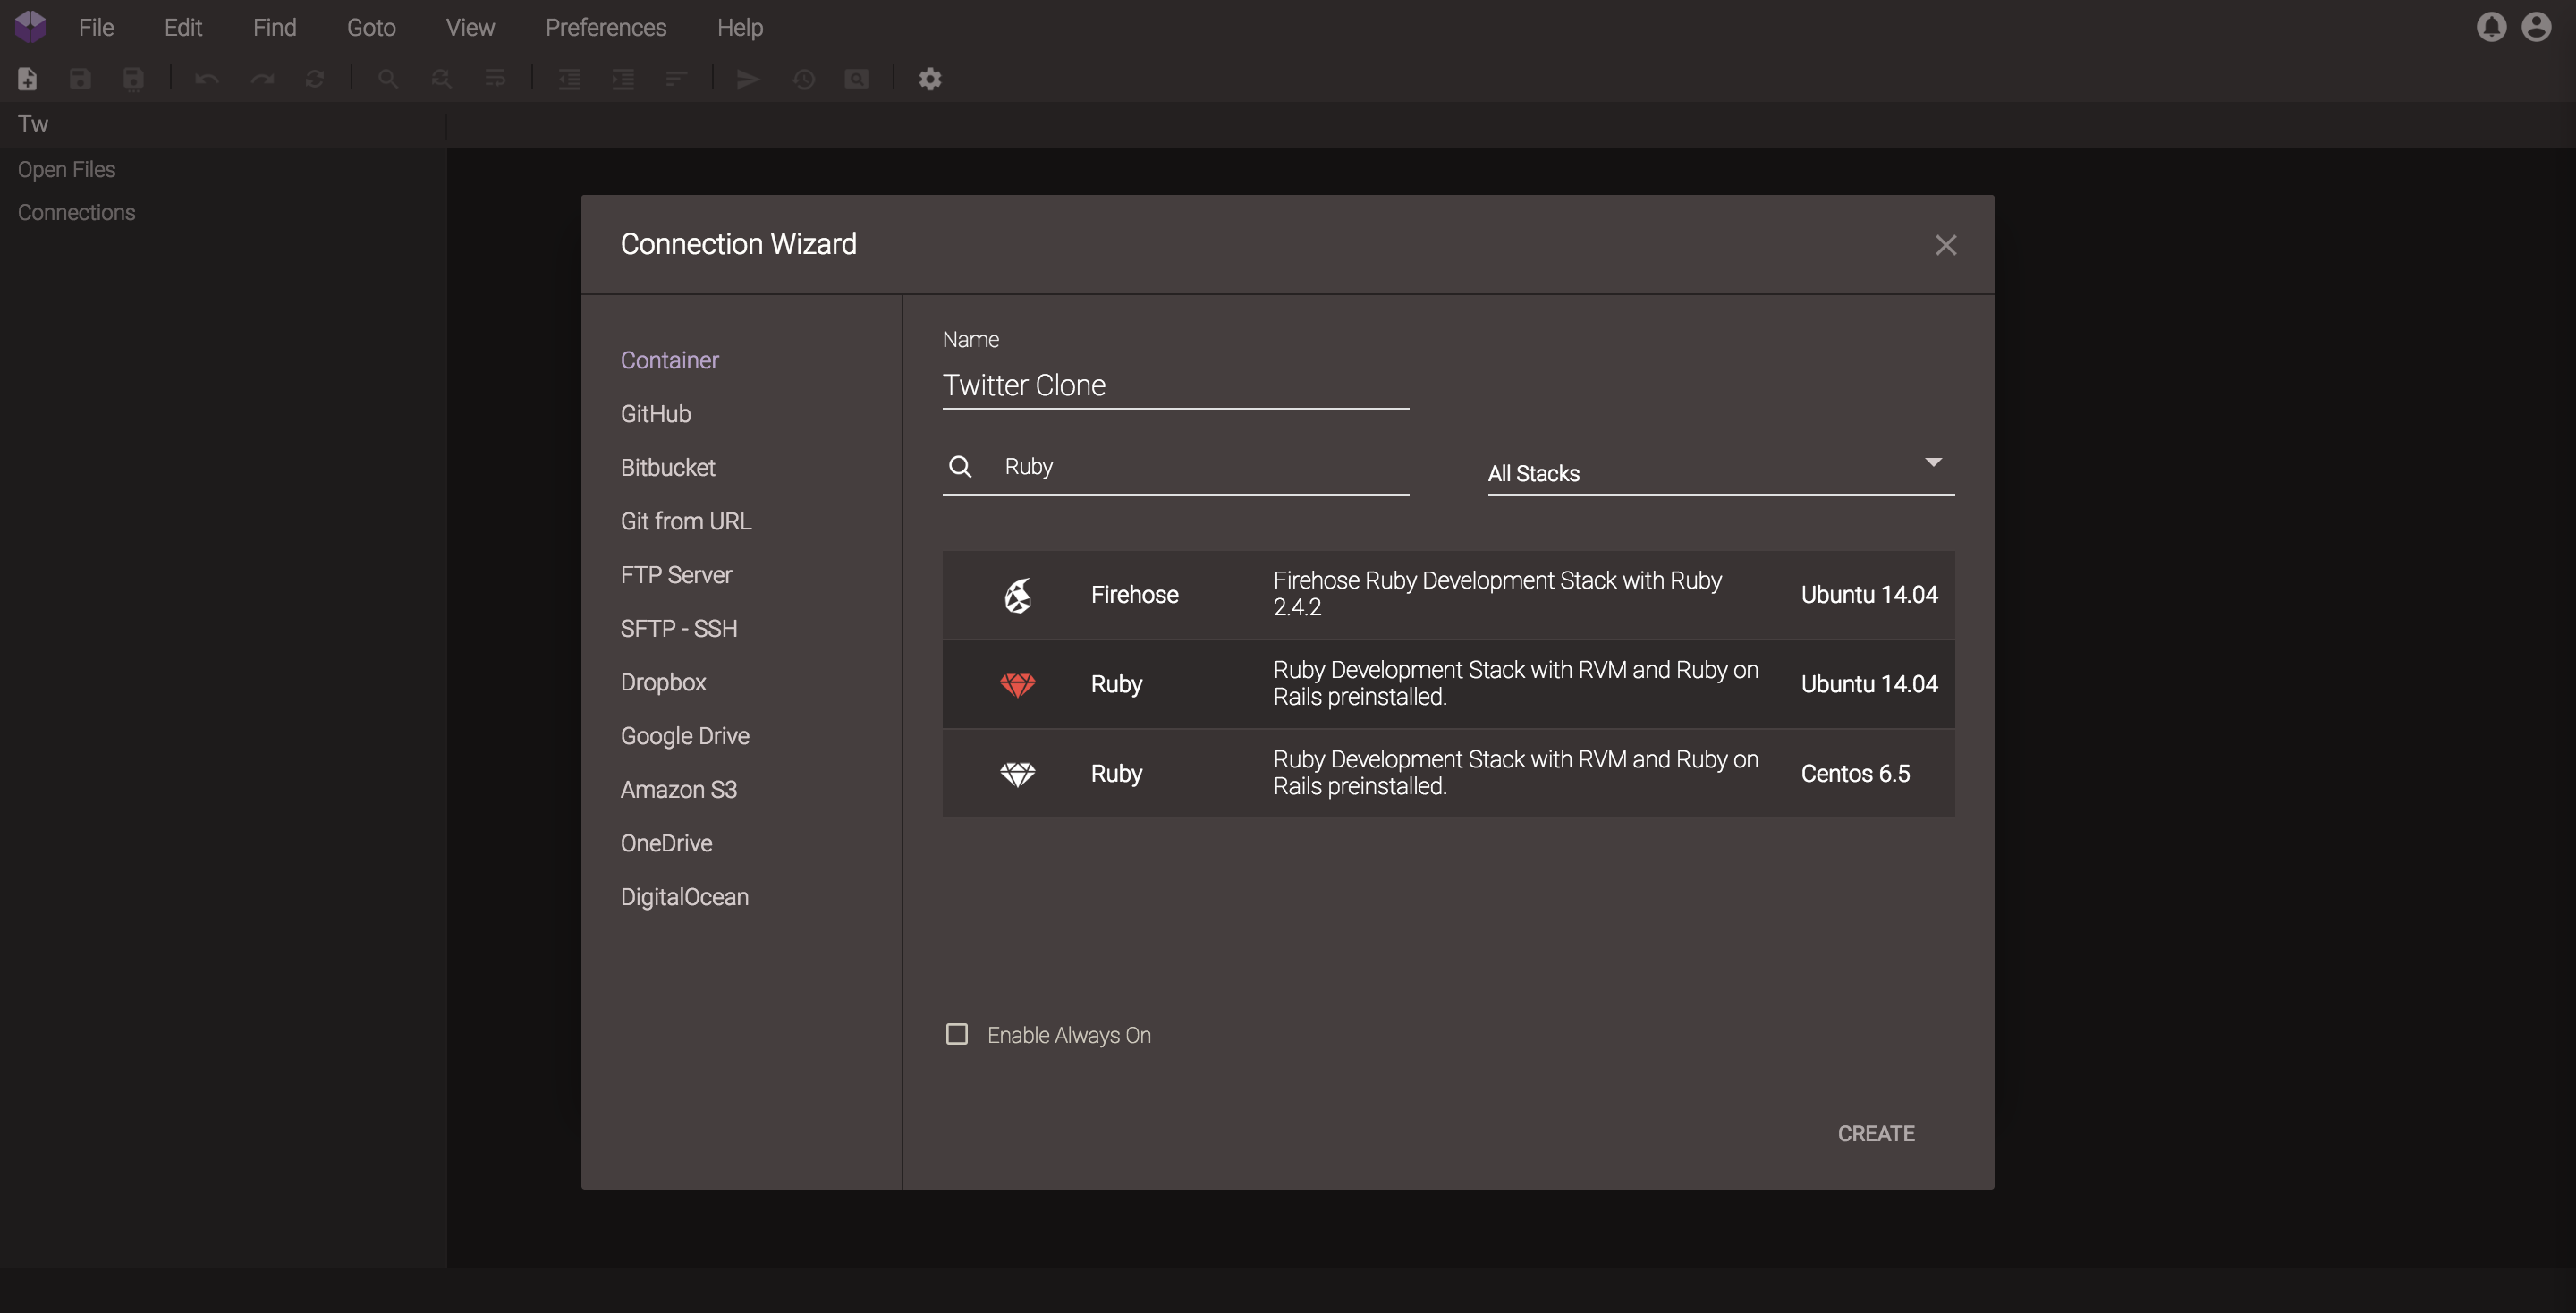 File Edit Find Goto View Preferences Help
Tw
Open Files
Connections
Connection Wizard
Container
GitHub
Bitbucket
Git from URL
FTP Server
SFTP - SSH
Dropbox
Google Drive
Amazon S3
OneDrive
DigitalOcean
Name
Twitter Clone
Ruby
All Stacks
Firehose
Firehose Ruby Development Stack with Ruby
2.4.2
Ubuntu 14.04
Ruby
Ruby Development Stack with RVM and Ruby on
Rails preinstalled.
Ubuntu 14.04
Ruby
Ruby Development Stack with RVM and Ruby on
Rails preinstalled.
Centos 6.5
Enable Always On
CREATE